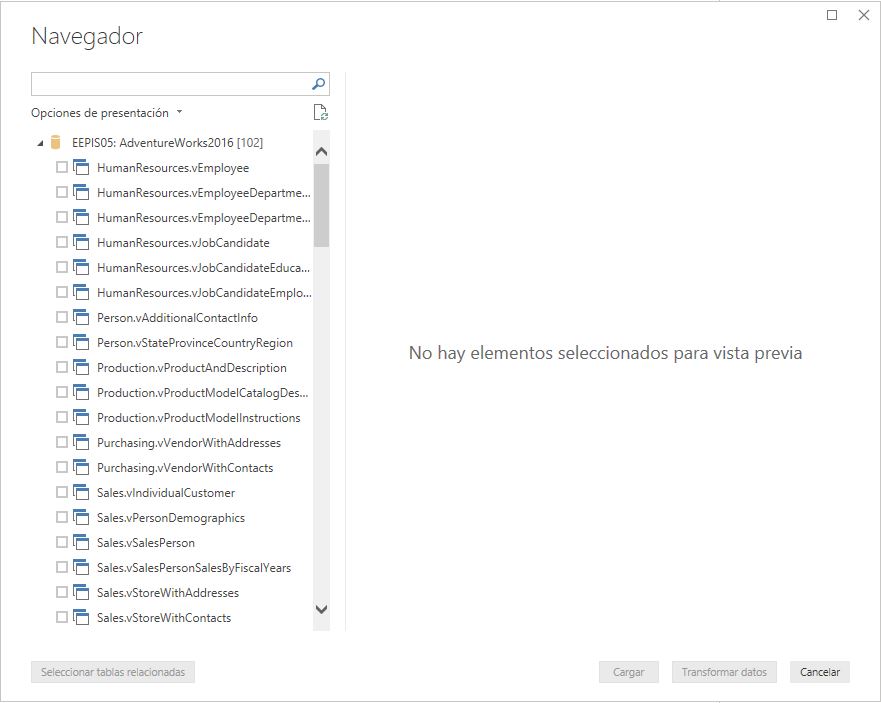 Navegador
Opciones de presentación
EEPIS05: AdventureWorks2016 [102]
HumanResources.vEmployee
HumanResources.vEmployeeDepartme...
HumanResources.vEmployeeDepartme...
HumanResources.vJobCandidate
HumanResources.vJobCandidateEduca...
HumanResources.vJobCandidateEmplo...
Person.vAdditionalContactInfo
Person.vStateProvinceCountryRegion
Production.vProductAndDescription
Production.vProductModelCatalogDes...
Production.vProductModelInstructions
Purchasing.vVendorWithAddresses
Purchasing.vVendorWithContacts
Sales.vIndividualCustomer
Sales.vPersonDemographics
Sales.vSalesPerson
Sales.vSalesPersonSalesByFiscalYears
Sales.vStoreWithAddresses
Sales.vStoreWithContacts
No hay elementos seleccionados para vista previa
Seleccionar tablas relacionadas
Cargar
Transformar datos
Cancelar